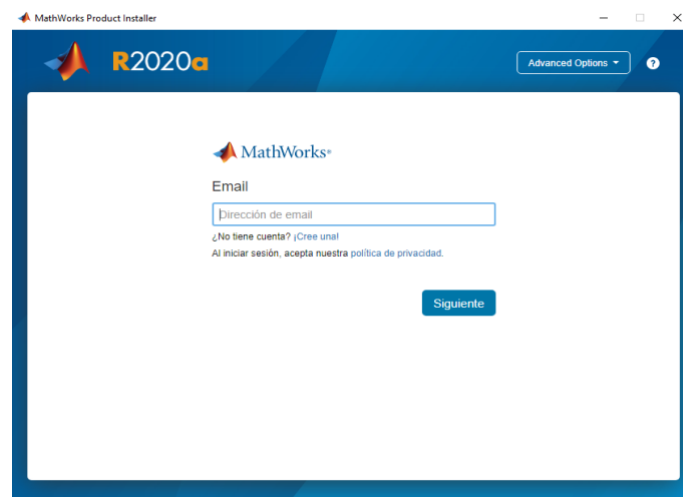 MathWorks Product Installer
R2020a
Advanced Options
?
MathWorks®
Email
Dirección de email
¿No tiene cuenta? ¡Cree una!
Al iniciar sesión, acepta nuestra política de privacidad.
Siguiente